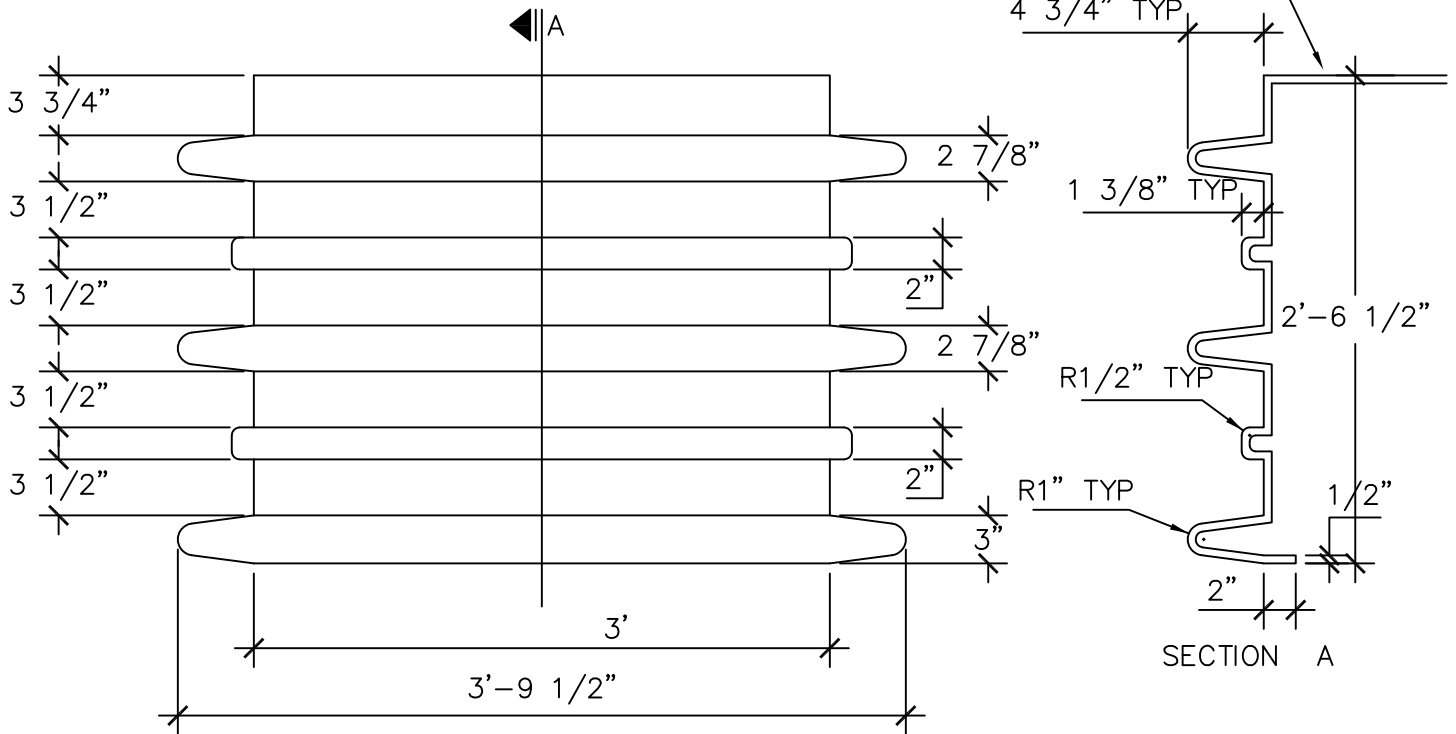 4 3/4” TYP
A
3 3/4”
2 7/8”
1 3/8” TYP
3 1/2”
2”
3 1/2”
2’–6 1/2”
2 7/8”
R1/2” TYP
3 1/2”
2”
3 1/2”
R1” TYP
1/2”
3”
2”
3’
SECTION A
3’–9 1/2”